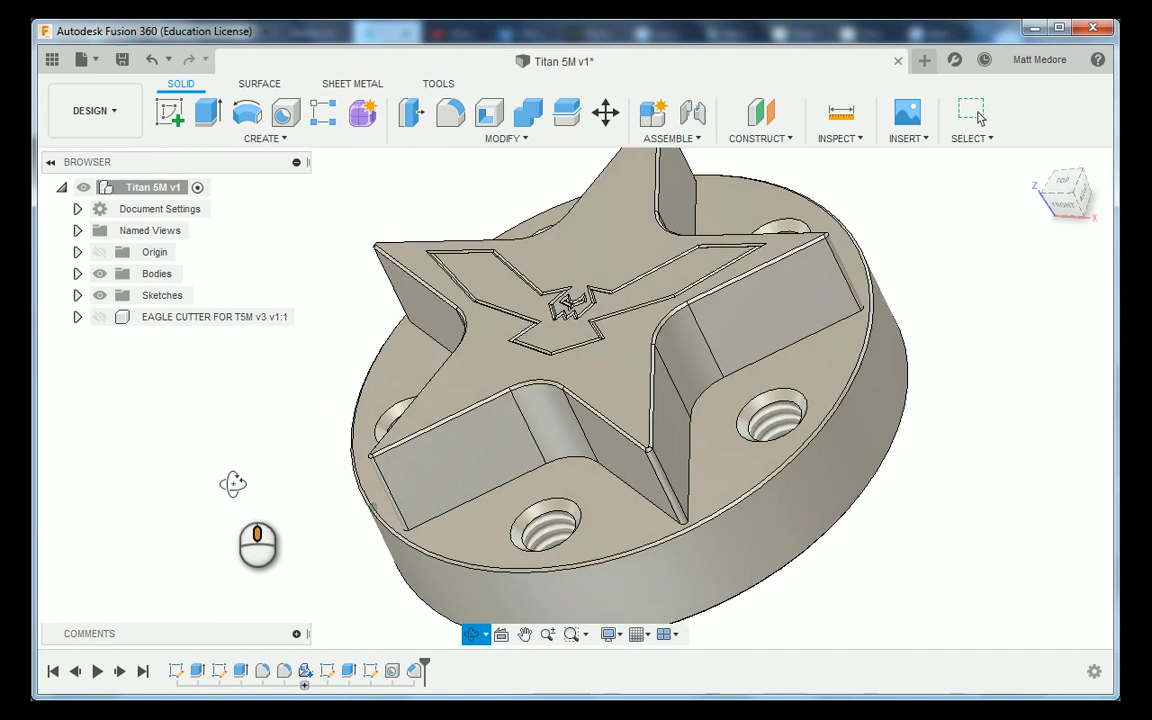 Autodesk Fusion 360 (Education License)
Titan 5M v1*
Matt Medore
DESIGN
SOLID
SURFACE
SHEET METAL
TOOLS
CREATE
MODIFY
ASSEMBLE
CONSTRUCT
INSPECT
INSERT
SELECT
BROWSER
Titan 5M v1
Document Settings
Named Views
Origin
Bodies
Sketches
EAGLE CUTTER FOR T5M v3 v1:1
TOP
FRONT
Z
X
COMMENTS